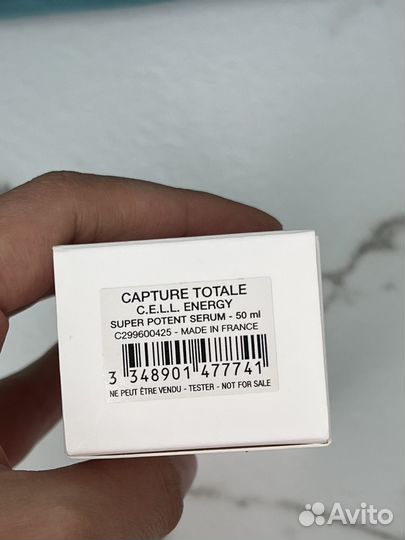 CAPTURE TOTALE
C.E.L.L. ENERGY
SUPER POTENT SERUM - 50 ml
C299600425 - MADE IN FRANCE
3 348901 477741
NE PEUT ÊTRE VENDU - TESTER - NOT FOR SALE
Avito